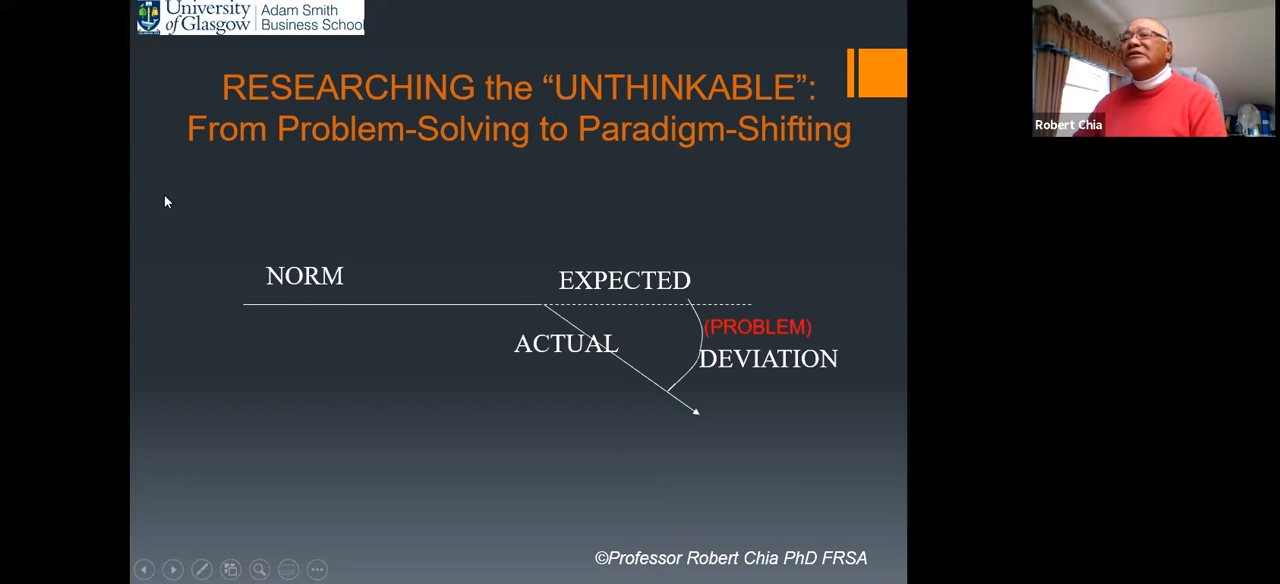 University of Glasgow
Adam Smith Business School
RESEARCHING the “UNTHINKABLE”:
From Problem-Solving to Paradigm-Shifting
Robert Chia
NORM
EXPECTED
(PROBLEM)
ACTUAL
DEVIATION
©Professor Robert Chia PhD FRSA